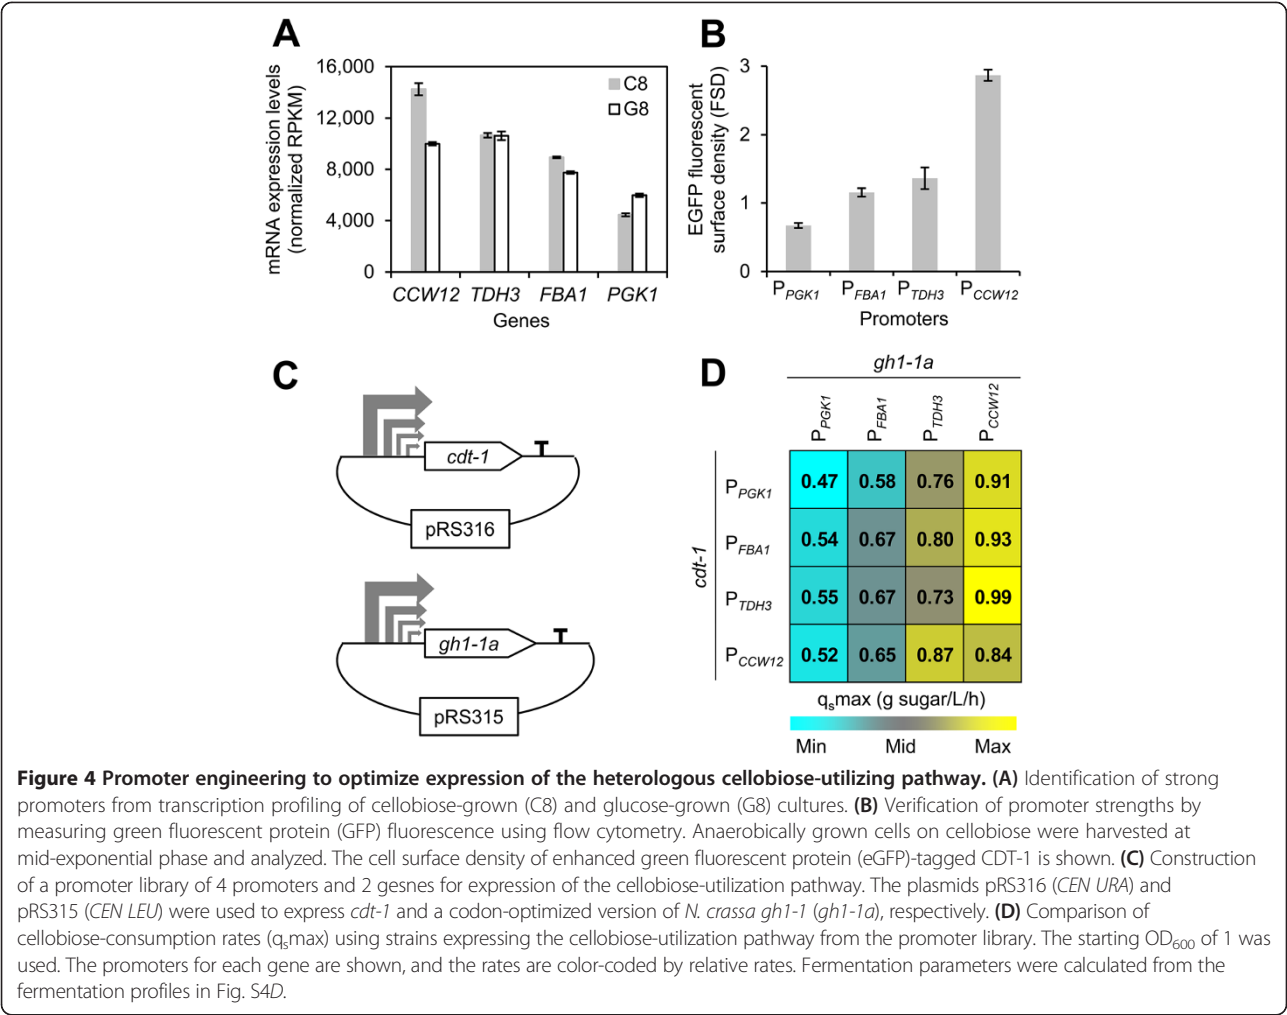 A
mRNA expression levels
(normalized RPKM)
16,000
12,000
8,000
4,000
0
C8
G8
CCW12 TDH3 FBA1 PGK1
Genes
B
EGFP fluorescent
surface density (FSD)
3
2
1
0
PPGK1 PFBA1 PTDH3 PCCW12
Promoters
C
cdt-1
pRS316
gh1-1a
pRS315
D
gh1-1a
PPGK1 PFBA1 PTDH3 PCCW12
cdt-1
PPGK1 0.47 0.58 0.76 0.91
PFBA1 0.54 0.67 0.80 0.93
PTDH3 0.55 0.67 0.73 0.99
PCCW12 0.52 0.65 0.87 0.84
qsmax (g sugar/L/h)
Min Mid Max
Figure 4 Promoter engineering to optimize expression of the heterologous cellobiose-utilizing pathway. (A) Identification of strong
promoters from transcription profiling of cellobiose-grown (C8) and glucose-grown (G8) cultures. (B) Verification of promoter strengths by
measuring green fluorescent protein (GFP) fluorescence using flow cytometry. Anaerobically grown cells on cellobiose were harvested at
mid-exponential phase and analyzed. The cell surface density of enhanced green fluorescent protein (eGFP)-tagged CDT-1 is shown. (C) Construction
of a promoter library of 4 promoters and 2 gesnes for expression of the cellobiose-utilization pathway. The plasmids pRS316 (CEN URA) and
pRS315 (CEN LEU) were used to express cdt-1 and a codon-optimized version of N. crassa gh1-1 (gh1-1a), respectively. (D) Comparison of
cellobiose-consumption rates (qsmax) using strains expressing the cellobiose-utilization pathway from the promoter library. The starting OD600 of 1 was
used. The promoters for each gene are shown, and the rates are color-coded by relative rates. Fermentation parameters were calculated from the
fermentation profiles in Fig. S4D.